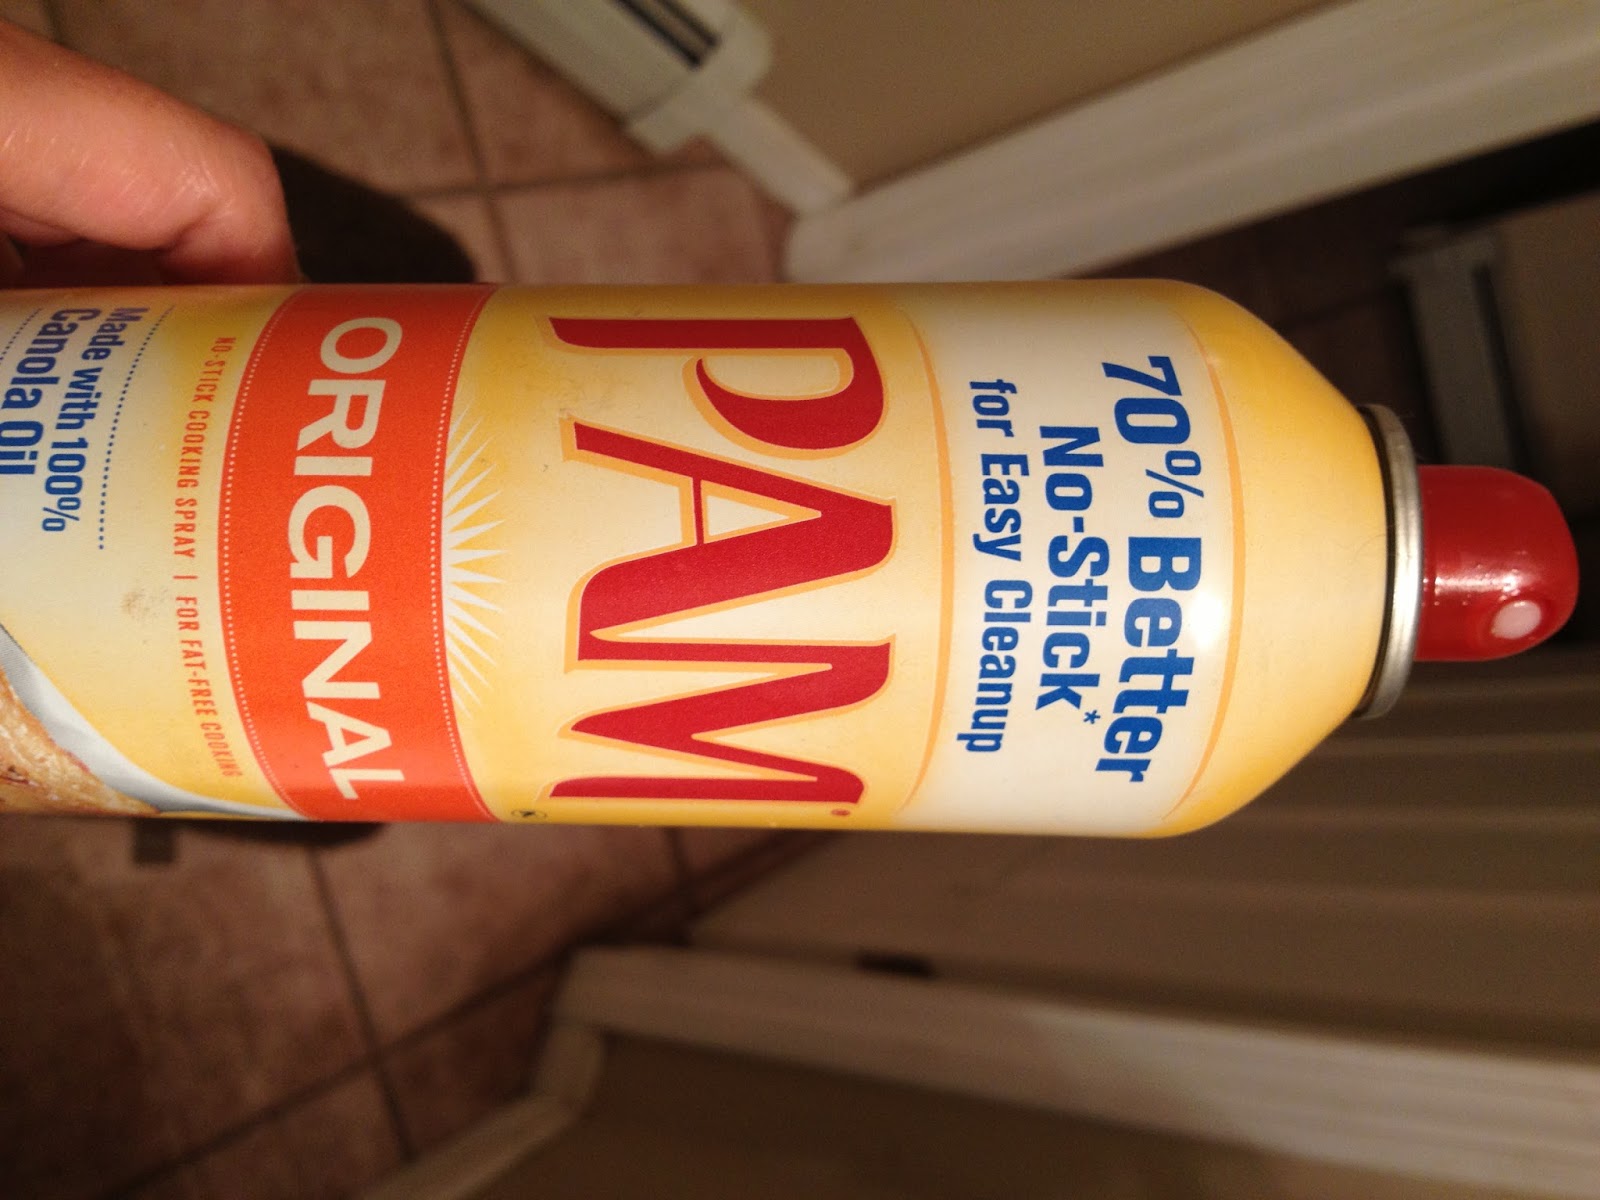 70% Better
No-Stick*
for Easy Cleanup
PAM®
ORIGINAL
NO-STICK COOKING SPRAY | FOR FAT-FREE COOKING
Made with 100%
Canola Oil